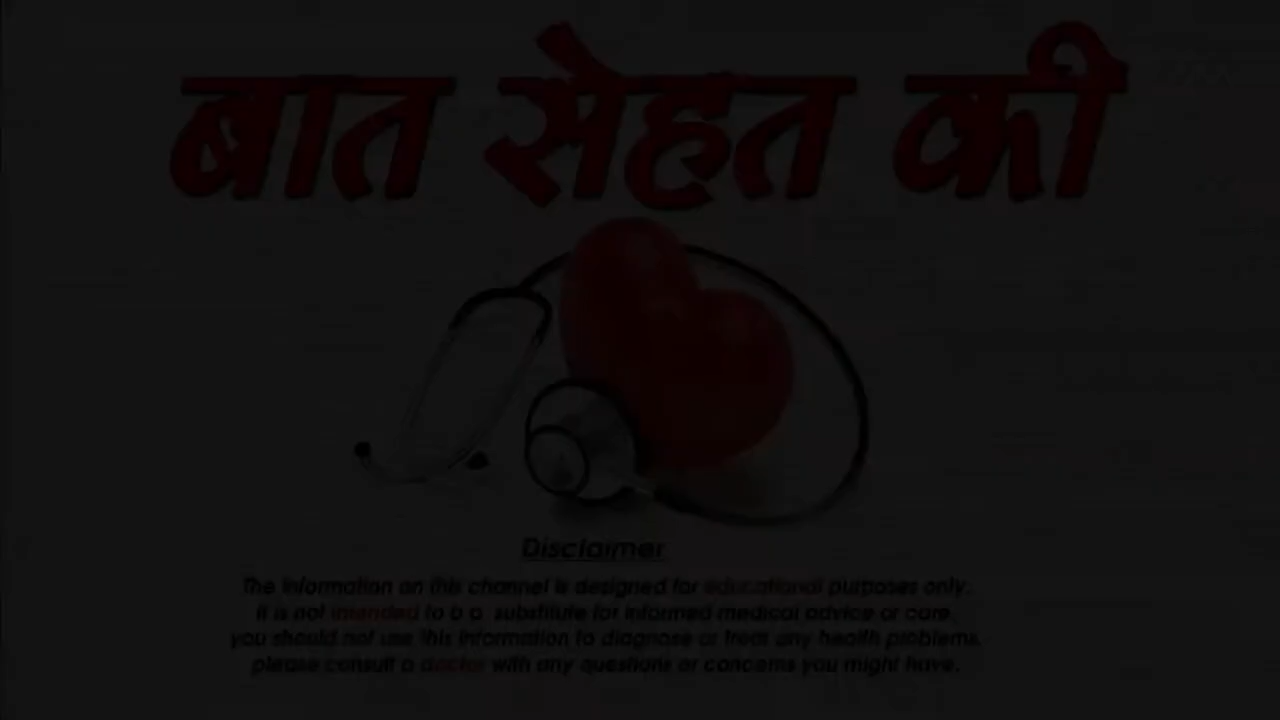 बात सेहत की
Disclaimer
The information on this channel is designed for educational purposes only.
it is not intended to b a substitute for informed medical advice or care.
you should not use this information to diagnose or treat any health problems.
please consult a doctor with any questions or concerns you might have.